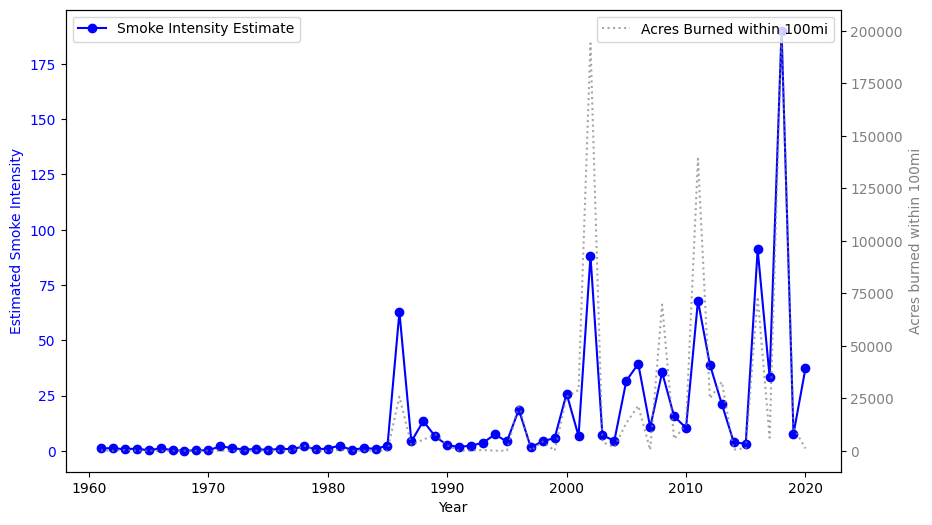 Smoke Intensity Estimate
Acres Burned within 100mi
Estimated Smoke Intensity
175
150
125
100
75
50
25
0
200000
175000
150000
125000
100000
75000
50000
25000
0
Acres burned within 100mi
1960 1970 1980 1990 2000 2010 2020
Year